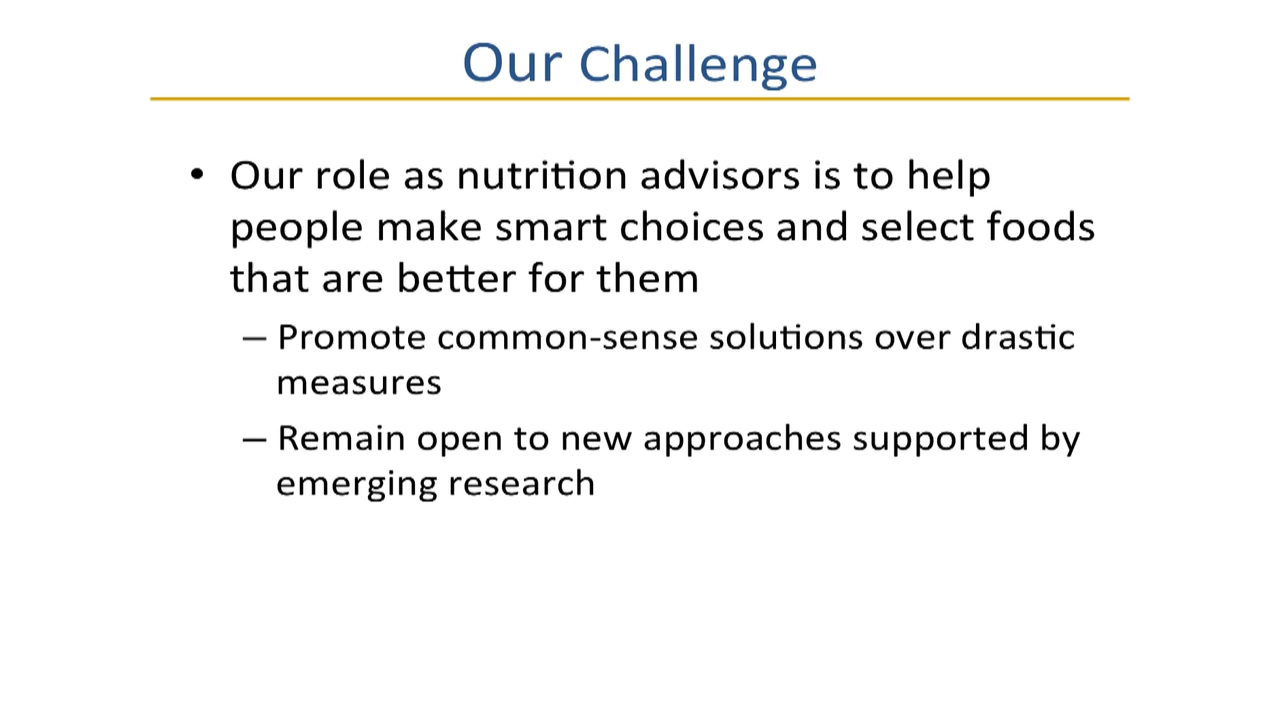 Our Challenge
• Our role as nutrition advisors is to help
people make smart choices and select foods
that are better for them
– Promote common-sense solutions over drastic
measures
– Remain open to new approaches supported by
emerging research